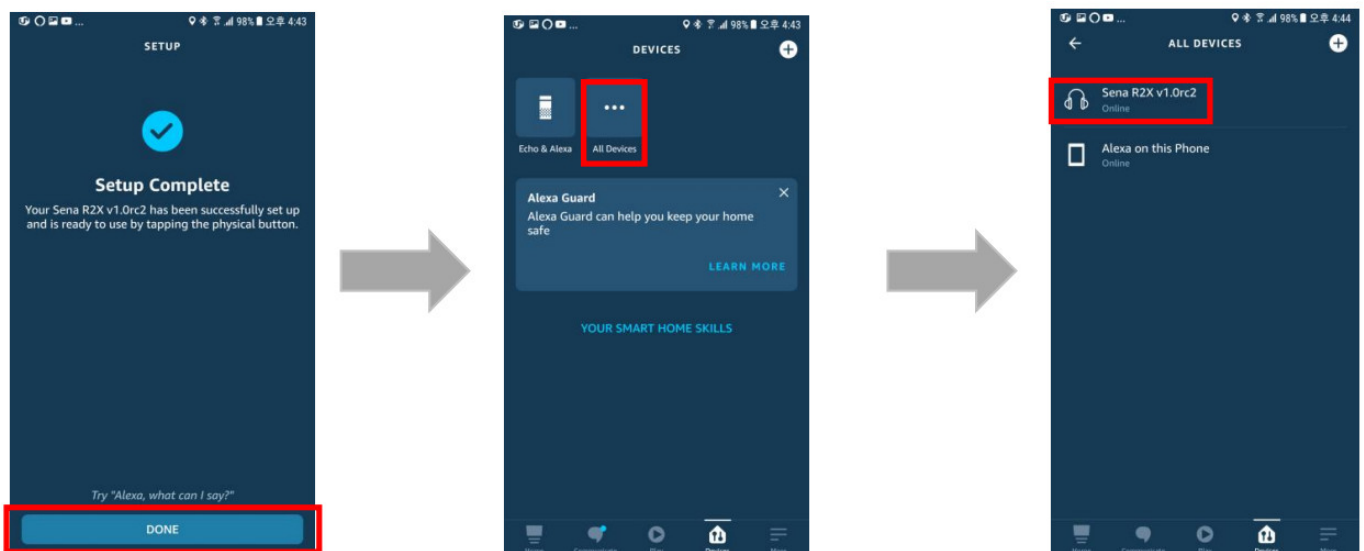 ... 98% 오후 4:43
SETUP
Setup Complete
Your Sena R2X v1.0rc2 has been successfully set up
and is ready to use by tapping the physical button.
Try "Alexa, what can I say?"
DONE
... 98% 오후 4:43
DEVICES
Echo & Alexa
All Devices
Alexa Guard
Alexa Guard can help you keep your home
safe
LEARN MORE
YOUR SMART HOME SKILLS
Devices
... 98% 오후 4:44
ALL DEVICES
Sena R2X v1.0rc2
Online
Alexa on this Phone
Online